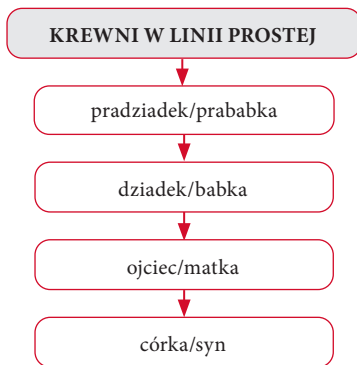 KREWNI W LINII PROSTEJ
pradziadek/prababka
dziadek/babka
ojciec/matka
córka/syn